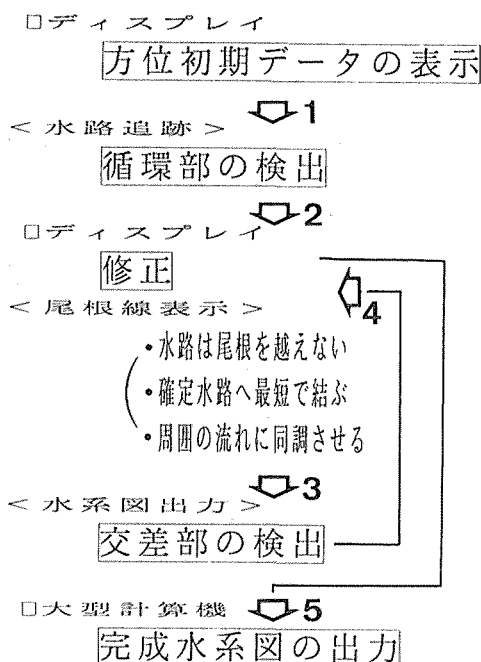 □ディスプレイ
方位初期データの表示
1
<水路追跡>
循環部の検出
2
□ディスプレイ
修正
4
<尾根線表示>
・水路は尾根を越えない
・確定水路へ最短で結ぶ
・周囲の流れに同調させる
3
<水系図出力>
交差部の検出
□大型計算機
5
完成水系図の出力